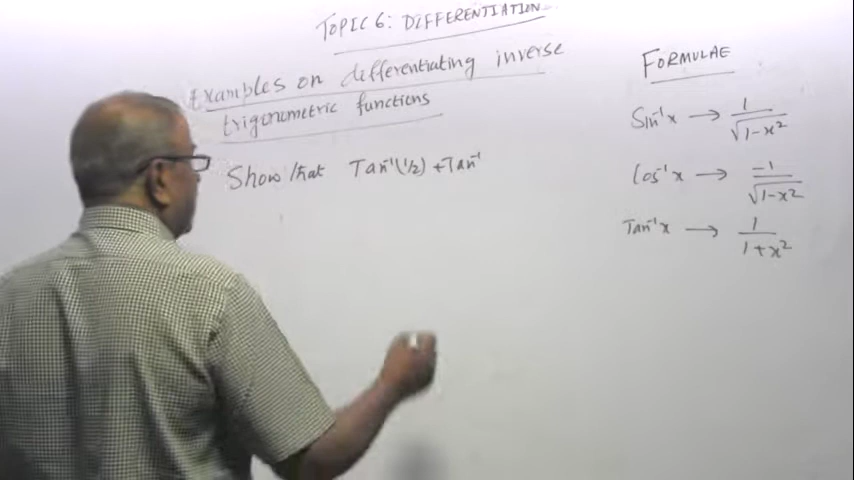 TOPIC 6: DIFFERENTIATION
Examples on differentiating inverse
trigonometric functions
Show that Tan⁻¹(1/2) + Tan⁻¹
FORMULAE
Sin⁻¹x → 1/√(1-x²)
Cos⁻¹x → -1/√(1-x²)
Tan⁻¹x → 1/(1+x²)